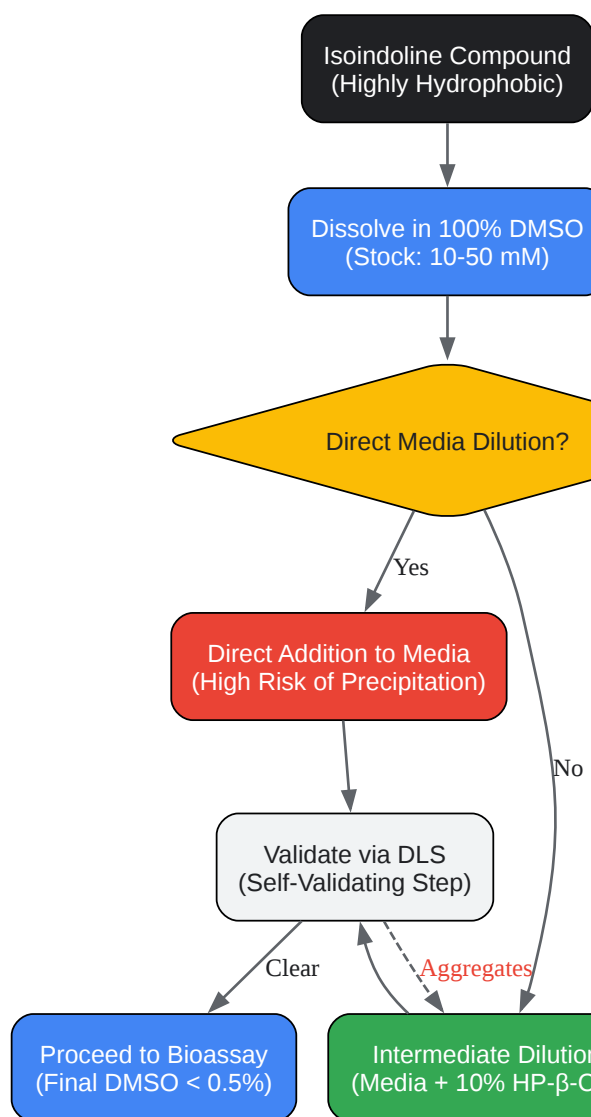 Isoindoline Compound
(Highly Hydrophobic)
Dissolve in 100% DMSO
(Stock: 10-50 mM)
Direct Media Dilution?
Yes
Direct Addition to Media
(High Risk of Precipitation)
No
Validate via DLS
(Self-Validating Step)
Clear
Aggregates
Proceed to Bioassay
(Final DMSO < 0.5%)
Intermediate Dilution
(Media + 10% HP-β-C